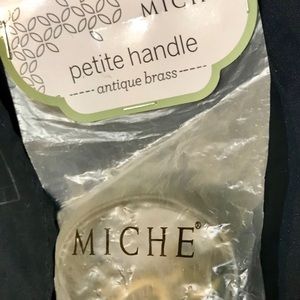 MICHE
petite handle
antique brass
MICHE®